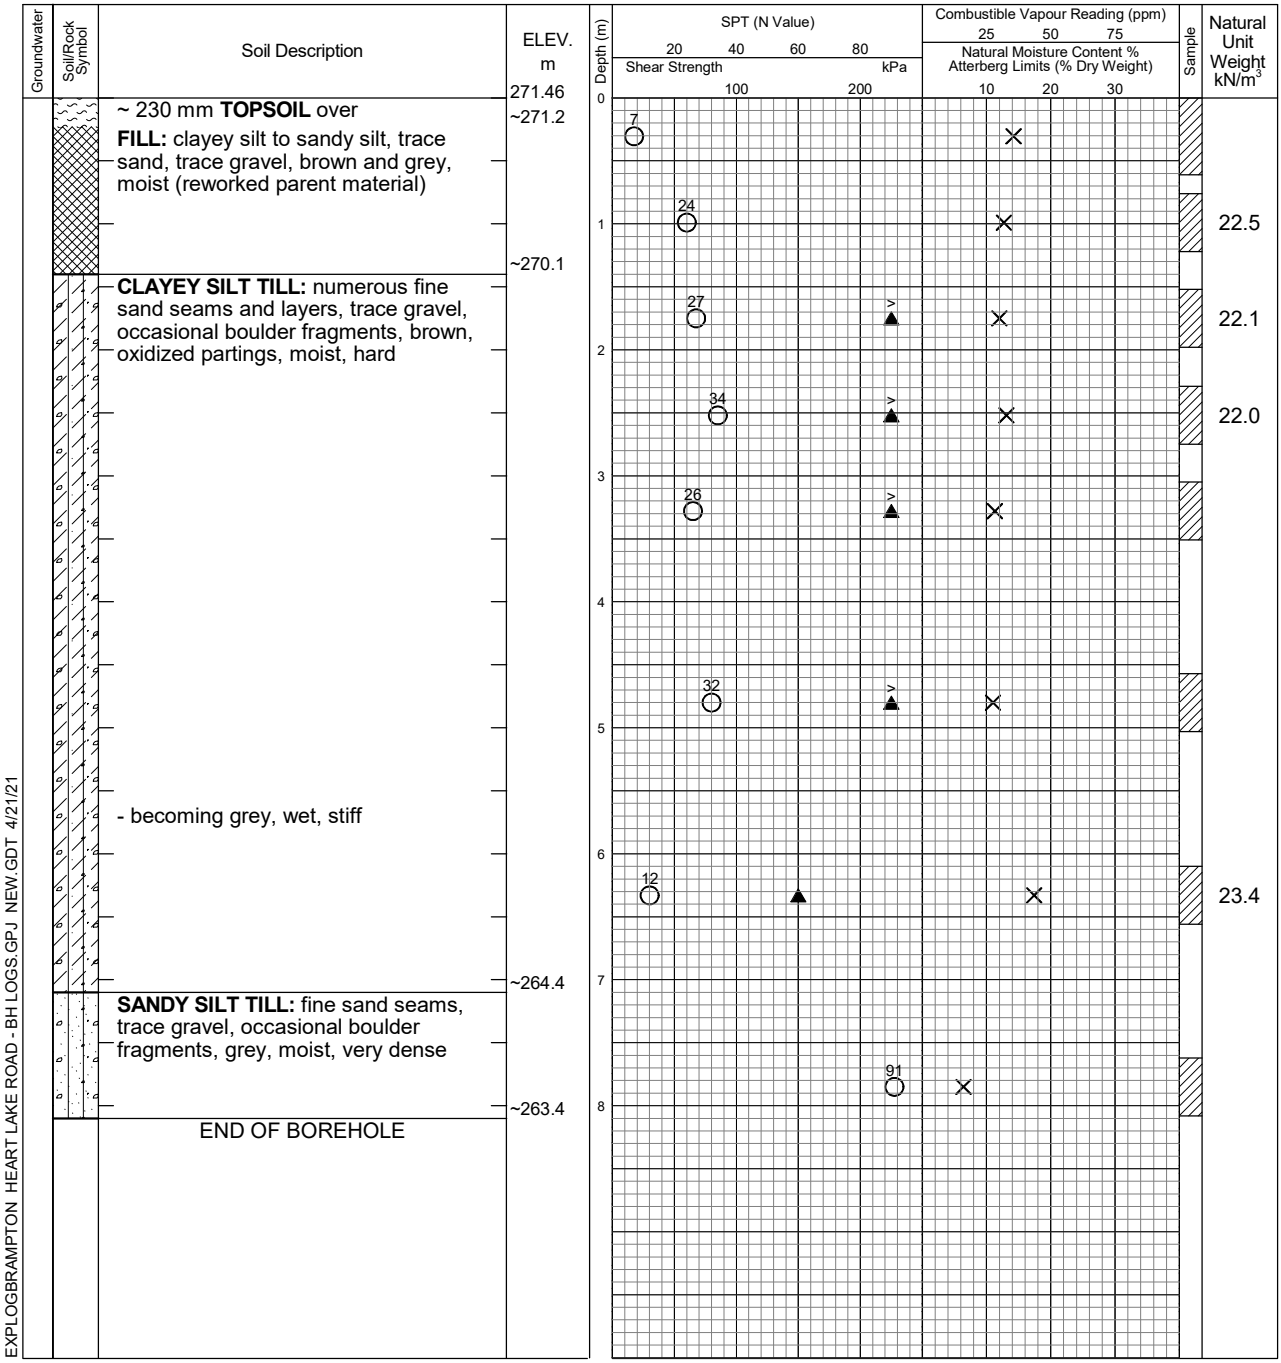 Groundwater
Soil/Rock
Symbol
Soil Description
ELEV.
m
Depth (m)
SPT (N Value)
20 40 60 80
Shear Strength kPa
100 200
Combustible Vapour Reading (ppm)
25 50 75
Natural Moisture Content %
Atterberg Limits (% Dry Weight)
10 20 30
Sample
Natural
Unit
Weight
kN/m3
271.46
0
~ 230 mm TOPSOIL over
~271.2
FILL: clayey silt to sandy silt, trace
sand, trace gravel, brown and grey,
moist (reworked parent material)
7
24
1
22.5
~270.1
CLAYEY SILT TILL: numerous fine
sand seams and layers, trace gravel,
occasional boulder fragments, brown,
oxidized partings, moist, hard
27
>
22.1
2
34
>
22.0
3
26
>
4
32
>
5
- becoming grey, wet, stiff
6
12
23.4
7
~264.4
SANDY SILT TILL: fine sand seams,
trace gravel, occasional boulder
fragments, grey, moist, very dense
91
8
~263.4
END OF BOREHOLE
EXPLOGBRAMPTON HEART LAKE ROAD - BH LOGS.GPJ NEW.GDT 4/21/21